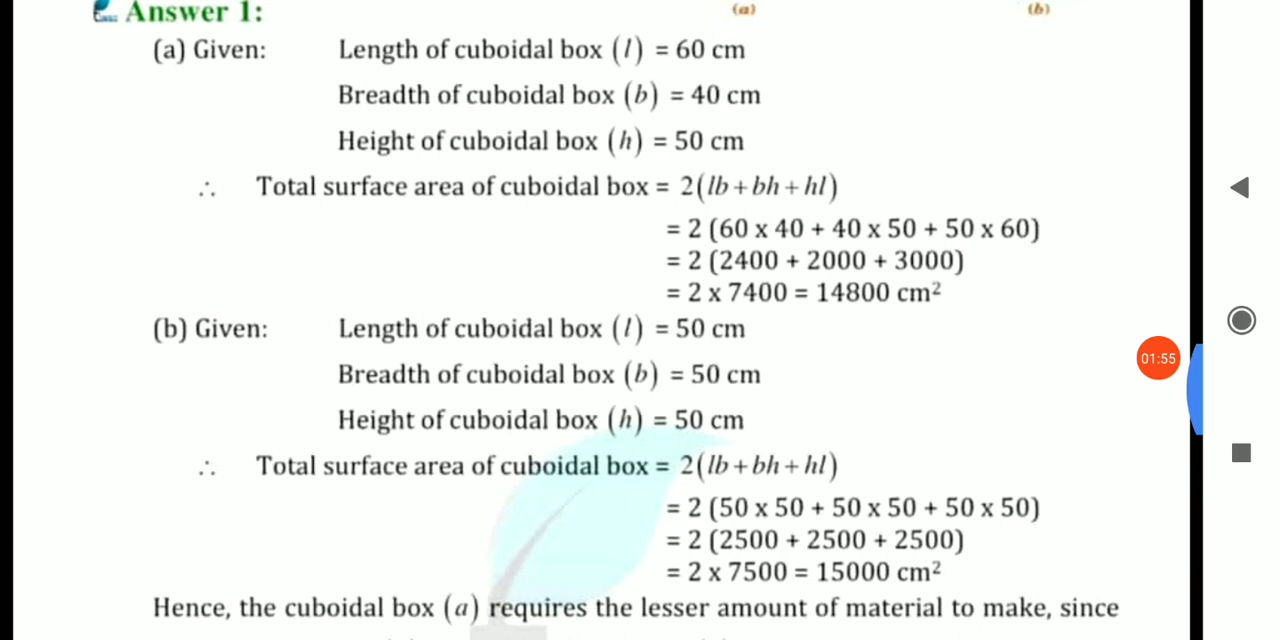 Answer 1:
(a)
(b)
(a) Given: Length of cuboidal box (l) = 60 cm
Breadth of cuboidal box (b) = 40 cm
Height of cuboidal box (h) = 50 cm
∴ Total surface area of cuboidal box = 2(lb+bh+hl)
= 2 (60 x 40 + 40 x 50 + 50 x 60)
= 2 (2400 + 2000 + 3000)
= 2 x 7400 = 14800 cm²
(b) Given: Length of cuboidal box (l) = 50 cm
Breadth of cuboidal box (b) = 50 cm
Height of cuboidal box (h) = 50 cm
∴ Total surface area of cuboidal box = 2(lb+bh+hl)
= 2 (50 x 50 + 50 x 50 + 50 x 50)
= 2 (2500 + 2500 + 2500)
= 2 x 7500 = 15000 cm²
Hence, the cuboidal box (a) requires the lesser amount of material to make, since
01:55